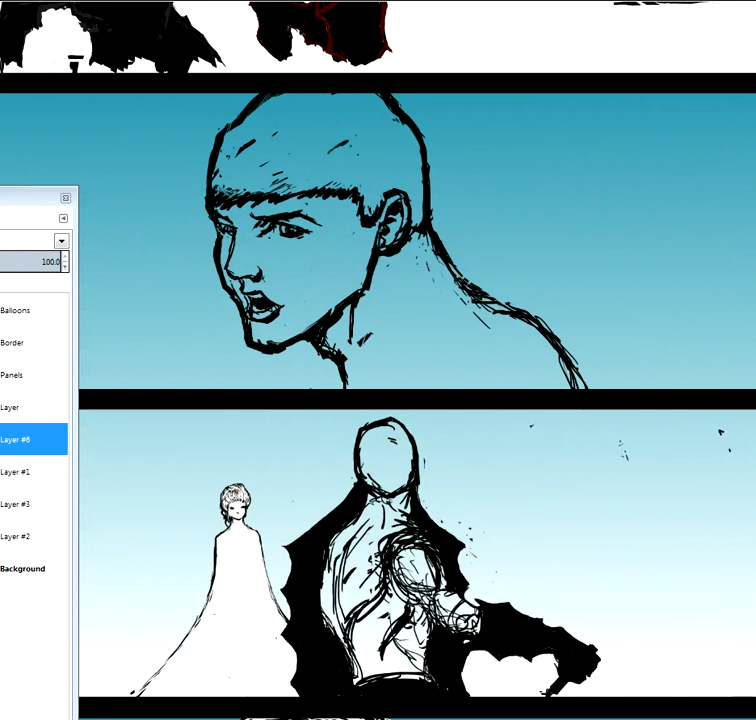 100.0
Balloons
Border
Panels
Layer
Layer #6
Layer #1
Layer #3
Layer #2
Background